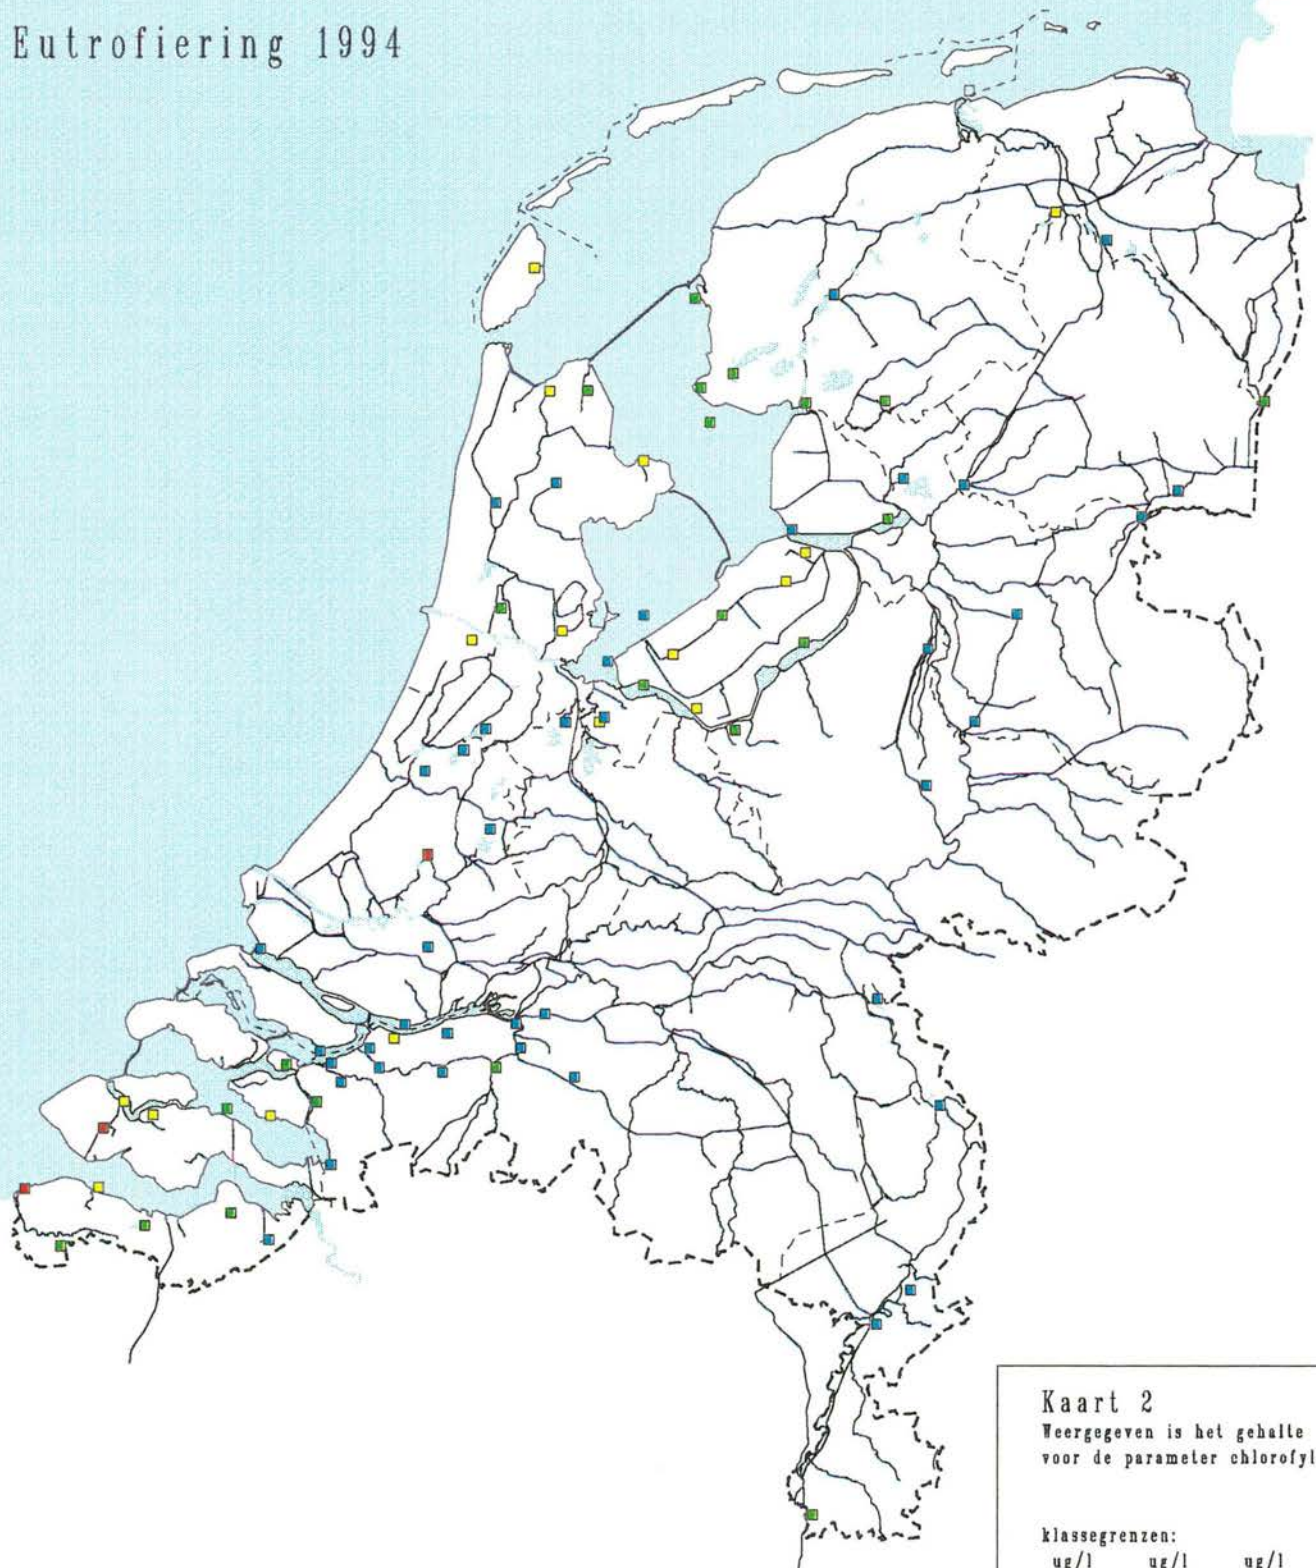 Eutrofiering 1994
Kaart 2
Weergegeven is het gehalte
voor de parameter chlorofyl
klassegrenzen:
ug/l ug/l ug/l